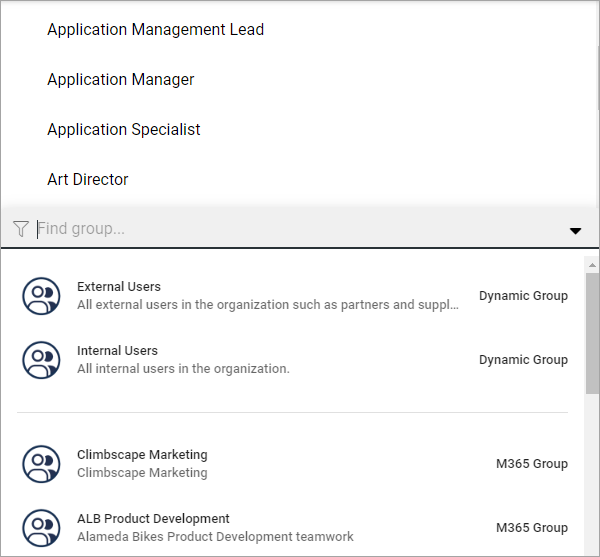 Application Management Lead
Application Manager
Application Specialist
Art Director
Find group...
External Users
All external users in the organization such as partners and suppl...
Dynamic Group
Internal Users
All internal users in the organization.
Dynamic Group
Climbscape Marketing
Climbscape Marketing
M365 Group
ALB Product Development
Alameda Bikes Product Development teamwork
M365 Group